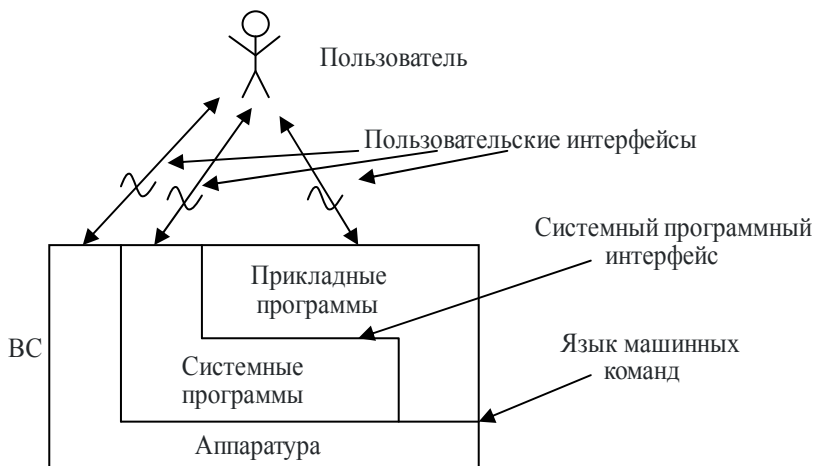 Пользователь
Пользовательские интерфейсы
Системный программный
интерфейс
Прикладные
программы
Язык машинных
команд
ВС
Системные
программы
Аппаратура